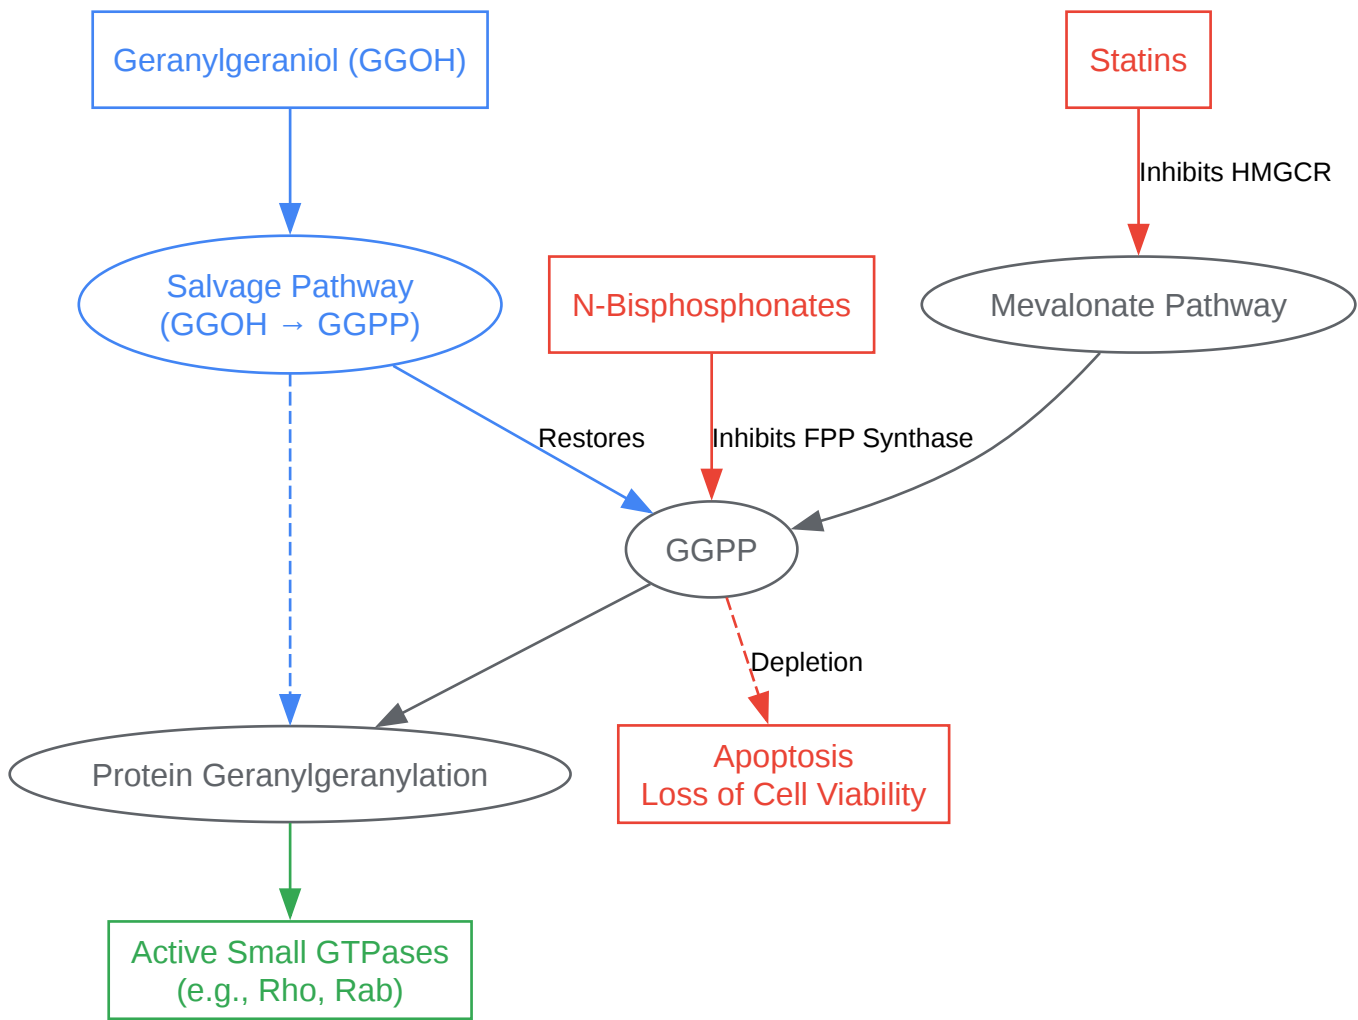 Geranylgeraniol (GGOH)
Statins
Inhibits HMGCR
Salvage Pathway
(GGOH → GGPP)
N-Bisphosphonates
Mevalonate Pathway
Restores
Inhibits FPP Synthase
GGPP
Depletion
Protein Geranylgeranylation
Apoptosis
Loss of Cell Viability
Active Small GTPases
(e.g., Rho, Rab)